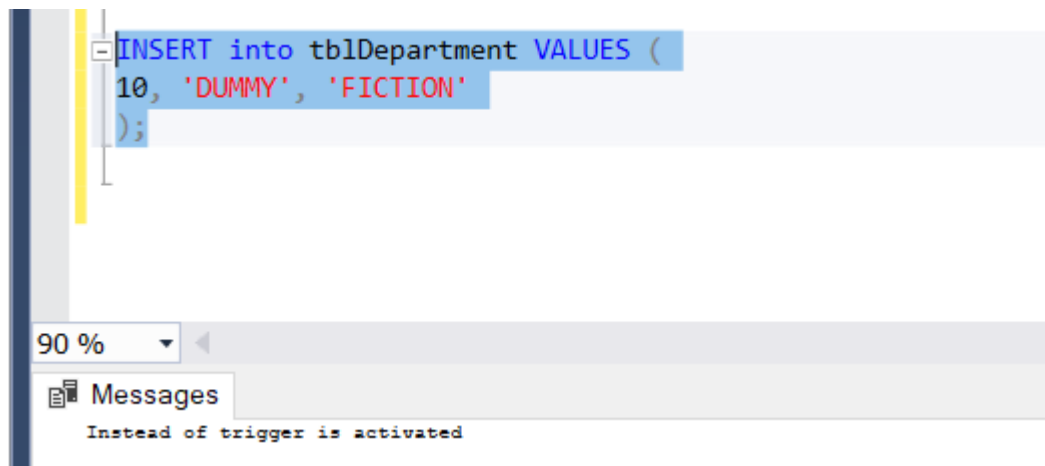 INSERT into tblDepartment VALUES (
10, 'DUMMY', 'FICTION'
);
90 %
Messages
Instead of trigger is activated